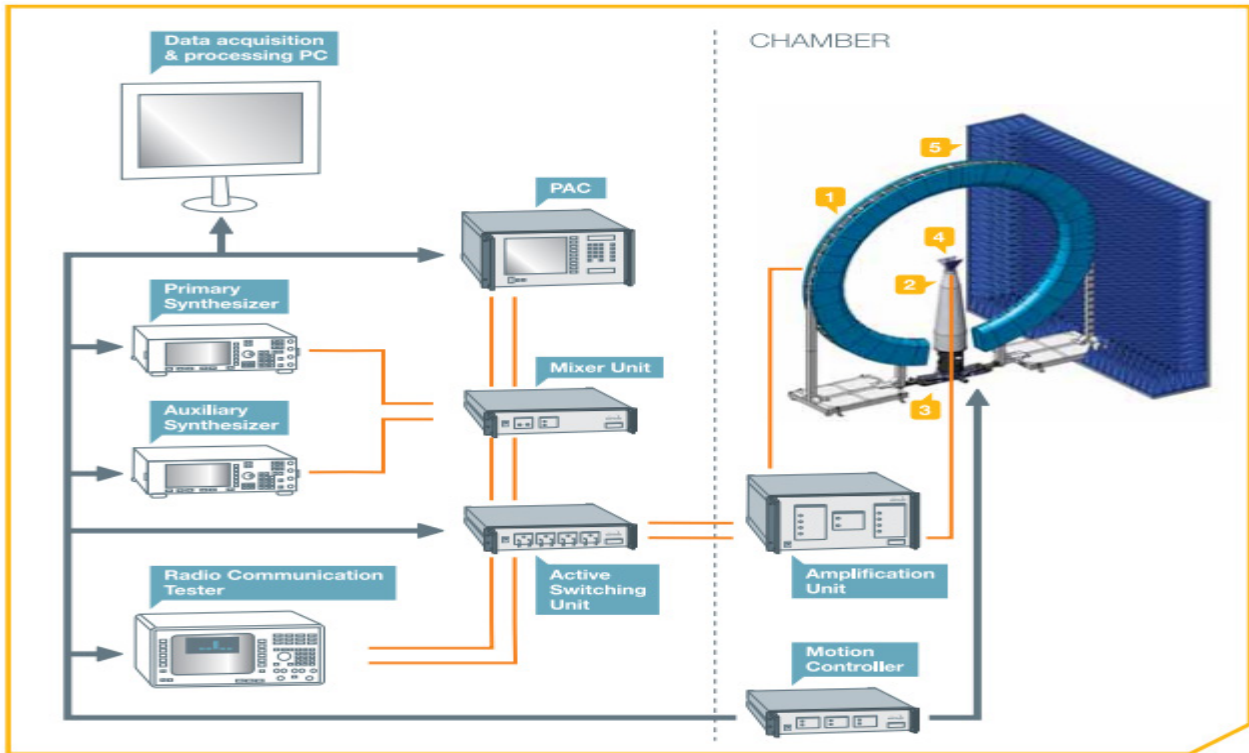 Data acquisition
& processing PC
CHAMBER
5
PAC
1
4
2
Primary
Synthesizer
Mixer Unit
Auxiliary
Synthesizer
3
Radio Communication
Tester
Active
Switching
Unit
Amplification
Unit
Motion
Controller